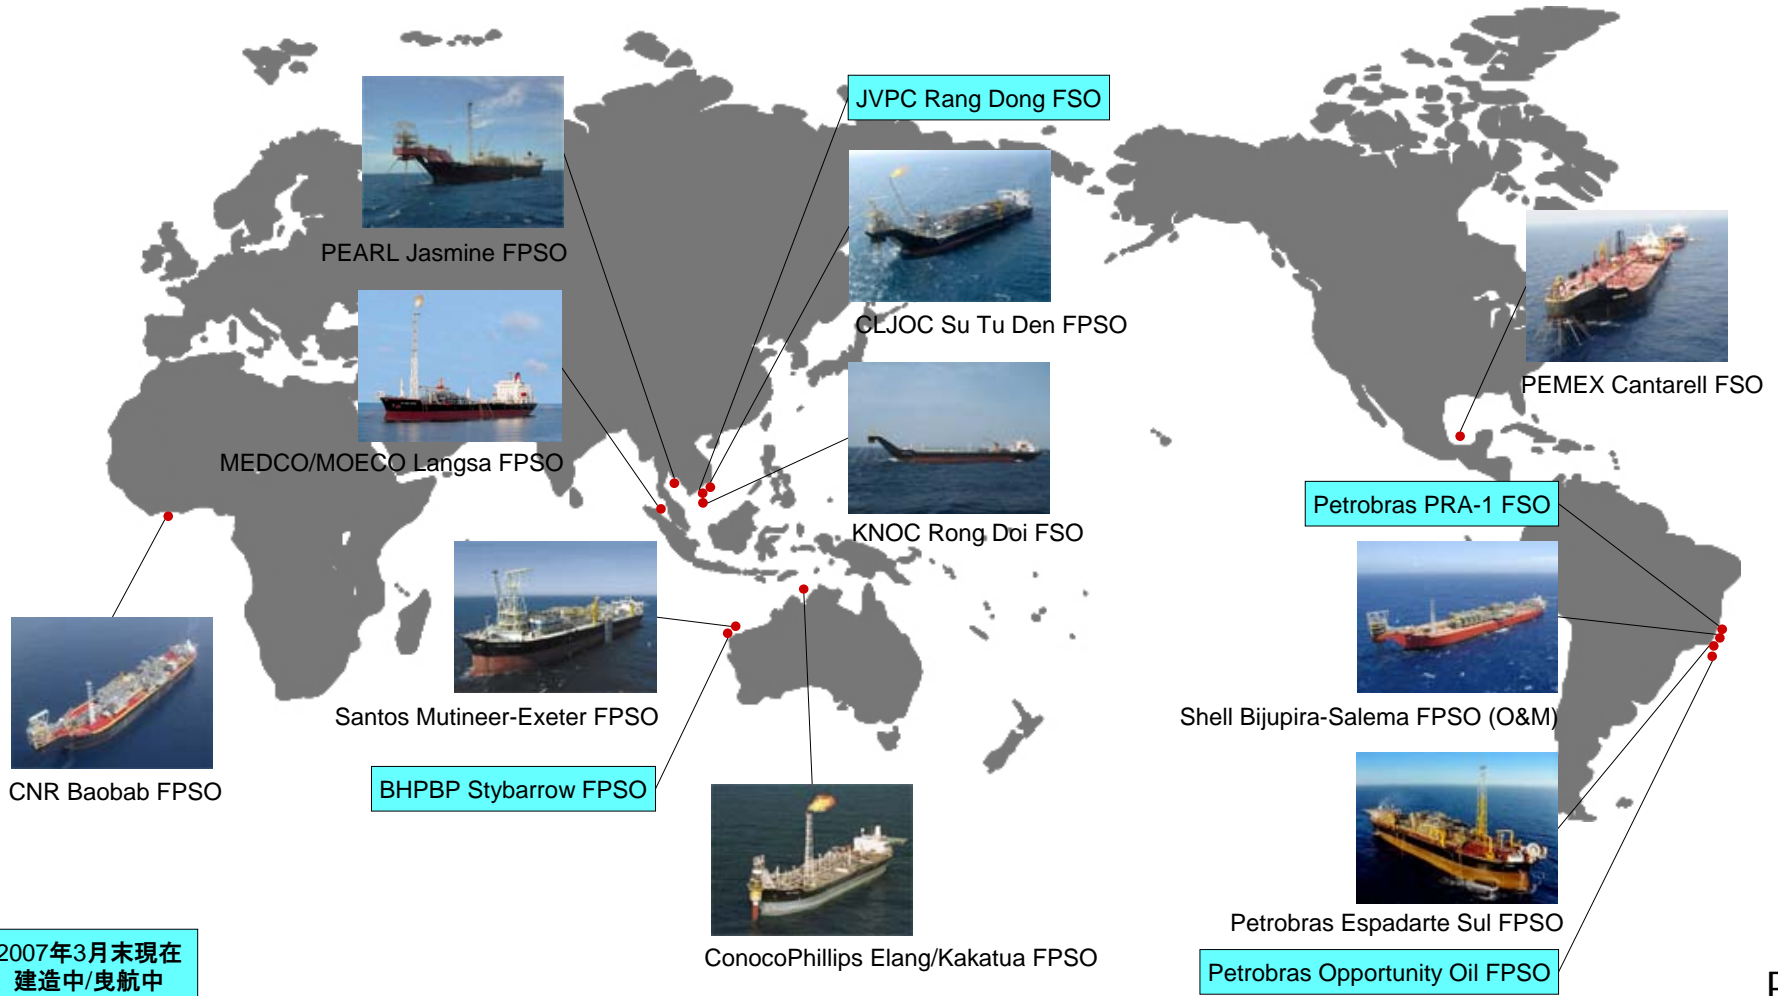 JVPC Rang Dong FSO
PEARL Jasmine FPSO
CLJOC Su Tu Den FPSO
PEMEX Cantarell FSO
MEDCO/MOECO Langsa FPSO
Petrobras PRA-1 FSO
KNOC Rong Doi FSO
Santos Mutineer-Exeter FPSO
Shell Bijupira-Salema FPSO (O&M)
CNR Baobab FPSO
BHPBP Stybarrow FPSO
Petrobras Espadarte Sul FPSO
ConocoPhillips Elang/Kakatua FPSO
Petrobras Opportunity Oil FPSO
2007年3月末現在
建造中/曳航中